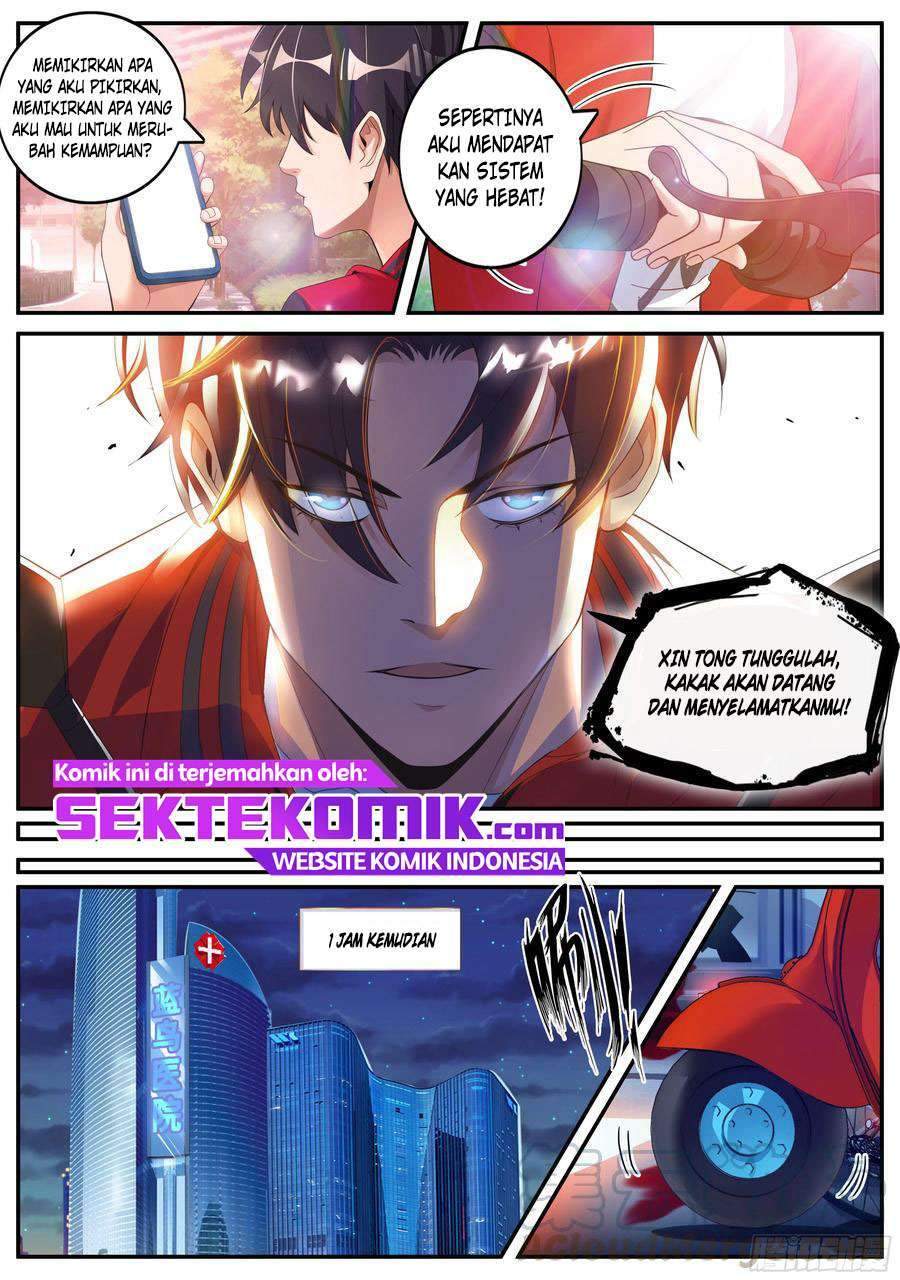 MEMIKIRKAN APA
YANG AKU PIKIRKAN,
MEMIKIRKAN APA YANG
AKU MAU UNTUK MERU-
BAH KEMAMPUAN?
SEPERTINYA
AKU MENDAPAT
KAN SISTEM
YANG HEBAT!
XIN TONG TUNGGULAH,
KAKAK AKAN DATANG
DAN MENYELAMATKANMU!
Komik ini di terjemahkan oleh:
SEKTEKOMIK.com
WEBSITE KOMIK INDONESIA
1 JAM KEMUDIAN